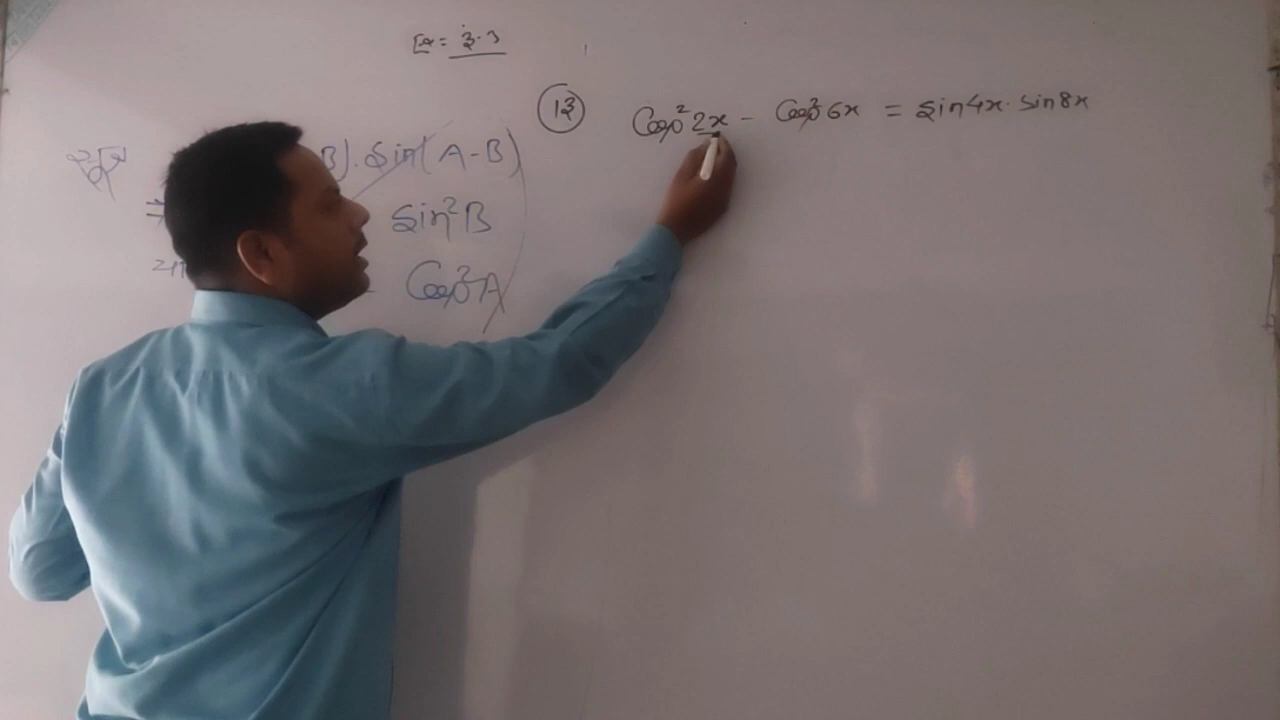 Ex = 3.3
13 Cos²2x - Cos²6x = sin4x. sin8x
सूत्र B). sin(A-B)
= sin²B
Cos²A